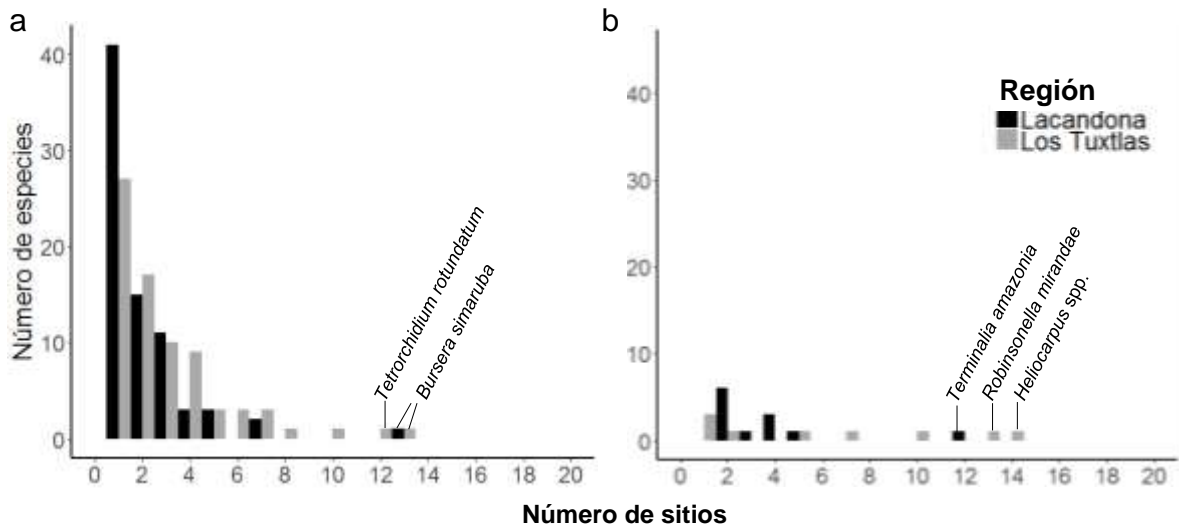 a
b
Número de especies
40
30
20
10
0
0 2 4 6 8 10 12 14 16 18 20
Tetrorchidium rotundatum
Bursera simaruba
40
30
20
10
0
0 2 4 6 8 10 12 14 16 18 20
Terminalia amazonia
Robinsonella mirandae
Heliocarpus spp.
Región
Lacandona
Los Tuxtlas
Número de sitios